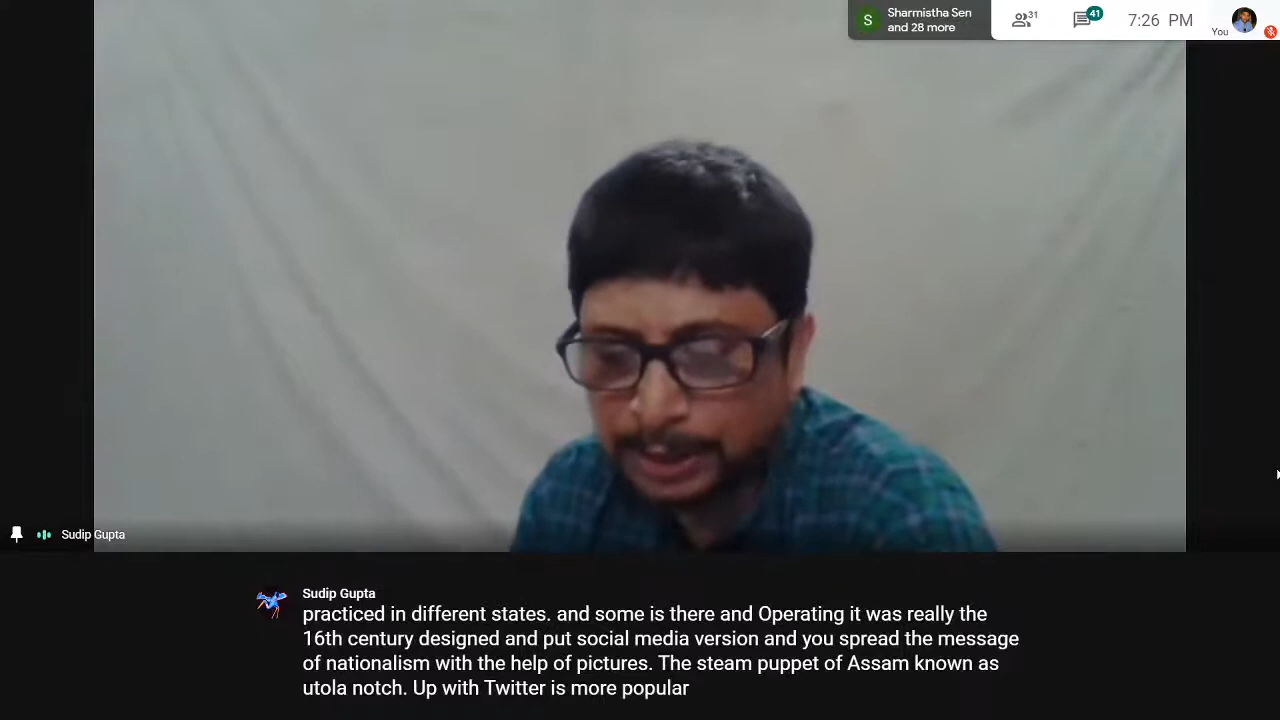 Sharmistha Sen
and 28 more
S
31
41
7:26 PM
You
Sudip Gupta
Sudip Gupta
practiced in different states. and some is there and Operating it was really the
16th century designed and put social media version and you spread the message
of nationalism with the help of pictures. The steam puppet of Assam known as
utola notch. Up with Twitter is more popular